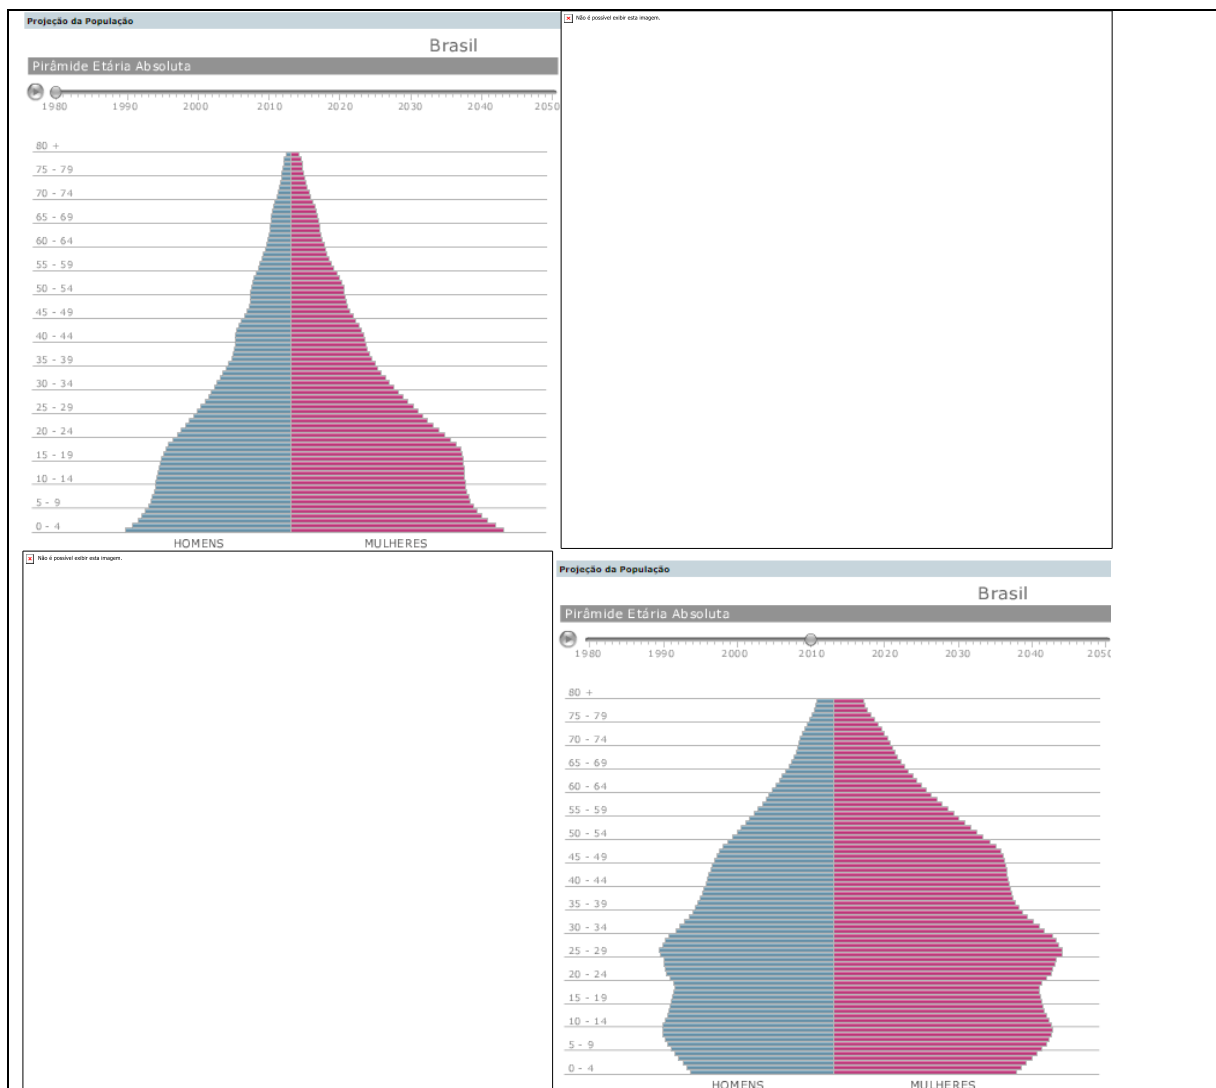 Projeção da População
Brasil
Pirâmide Etária Absoluta
1980 1990 2000 2010 2020 2030 2040 2050
80 +
75 - 79
70 - 74
65 - 69
60 - 64
55 - 59
50 - 54
45 - 49
40 - 44
35 - 39
30 - 34
25 - 29
20 - 24
15 - 19
10 - 14
5 - 9
0 - 4
HOMENS MULHERES
Não é possível exibir esta imagem.
Não é possível exibir esta imagem.
Projeção da População
Brasil
Pirâmide Etária Absoluta
1980 1990 2000 2010 2020 2030 2040 2050
80 +
75 - 79
70 - 74
65 - 69
60 - 64
55 - 59
50 - 54
45 - 49
40 - 44
35 - 39
30 - 34
25 - 29
20 - 24
15 - 19
10 - 14
5 - 9
0 - 4
HOMENS MULHERES